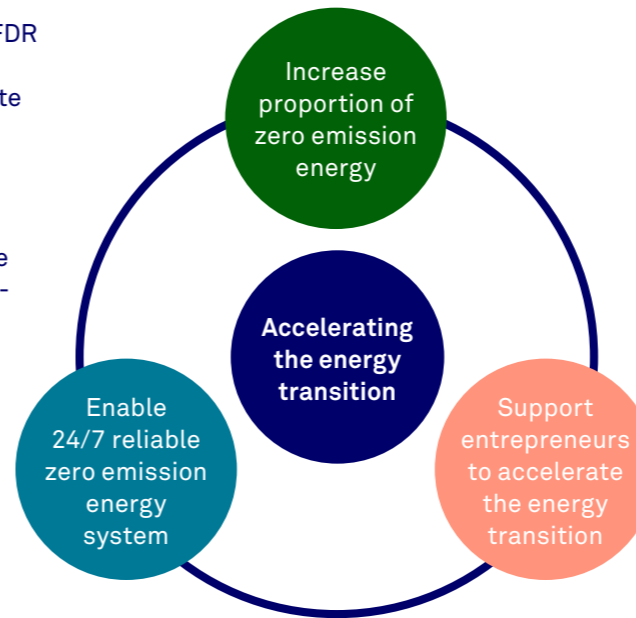 FDR
te
e
-
Increase
proportion of
zero emission
energy
Accelerating
the energy
transition
Enable
24/7 reliable
zero emission
energy
system
Support
entrepreneurs
to accelerate
the energy
transition